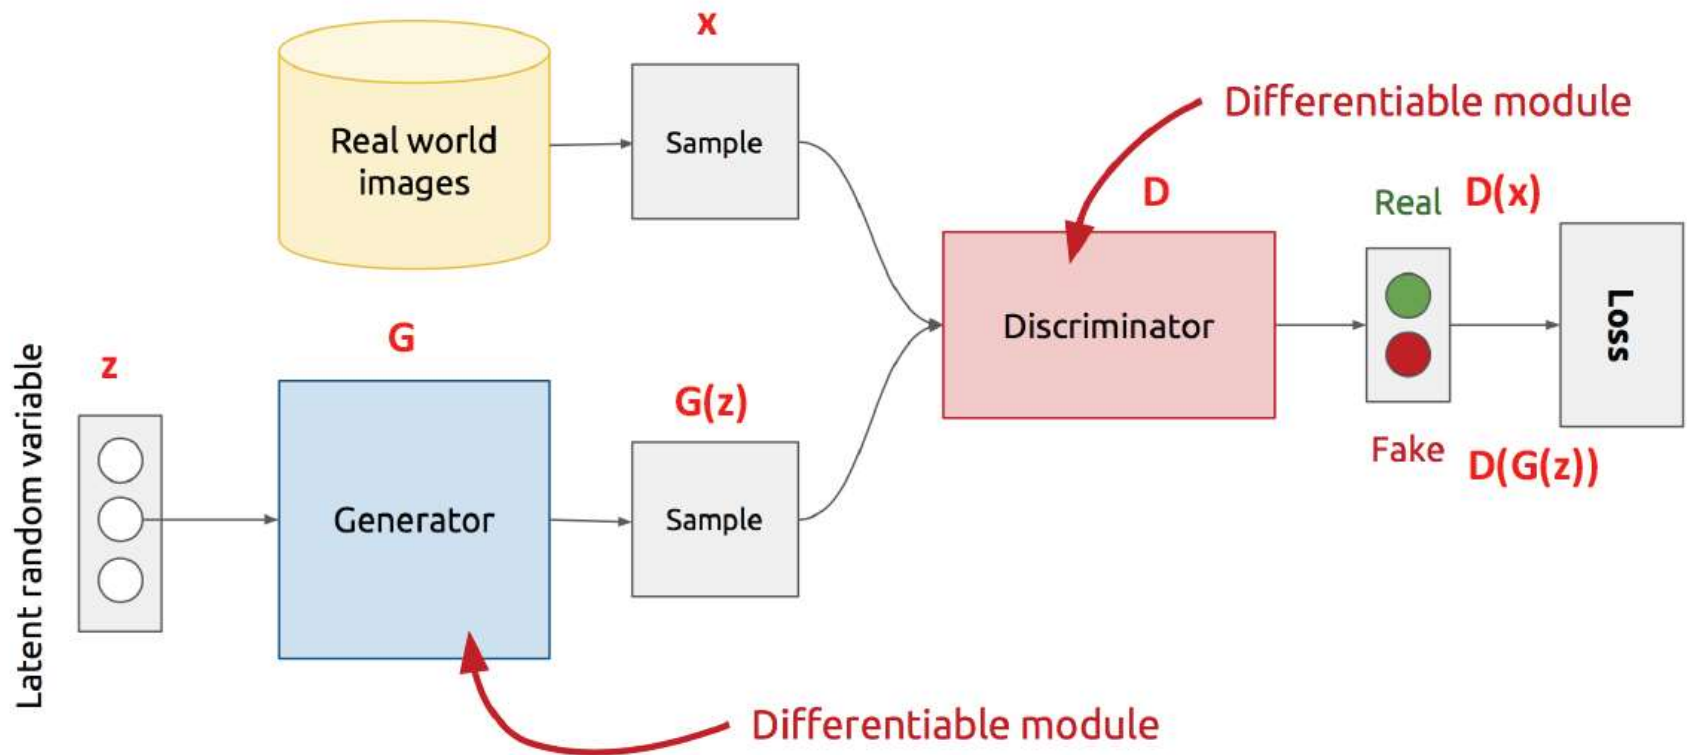 x
Real world
images
Sample
Differentiable module
D
Real
D(x)
Discriminator
Loss
Latent random variable
z
G
Generator
G(z)
Sample
Fake
D(G(z))
Differentiable module